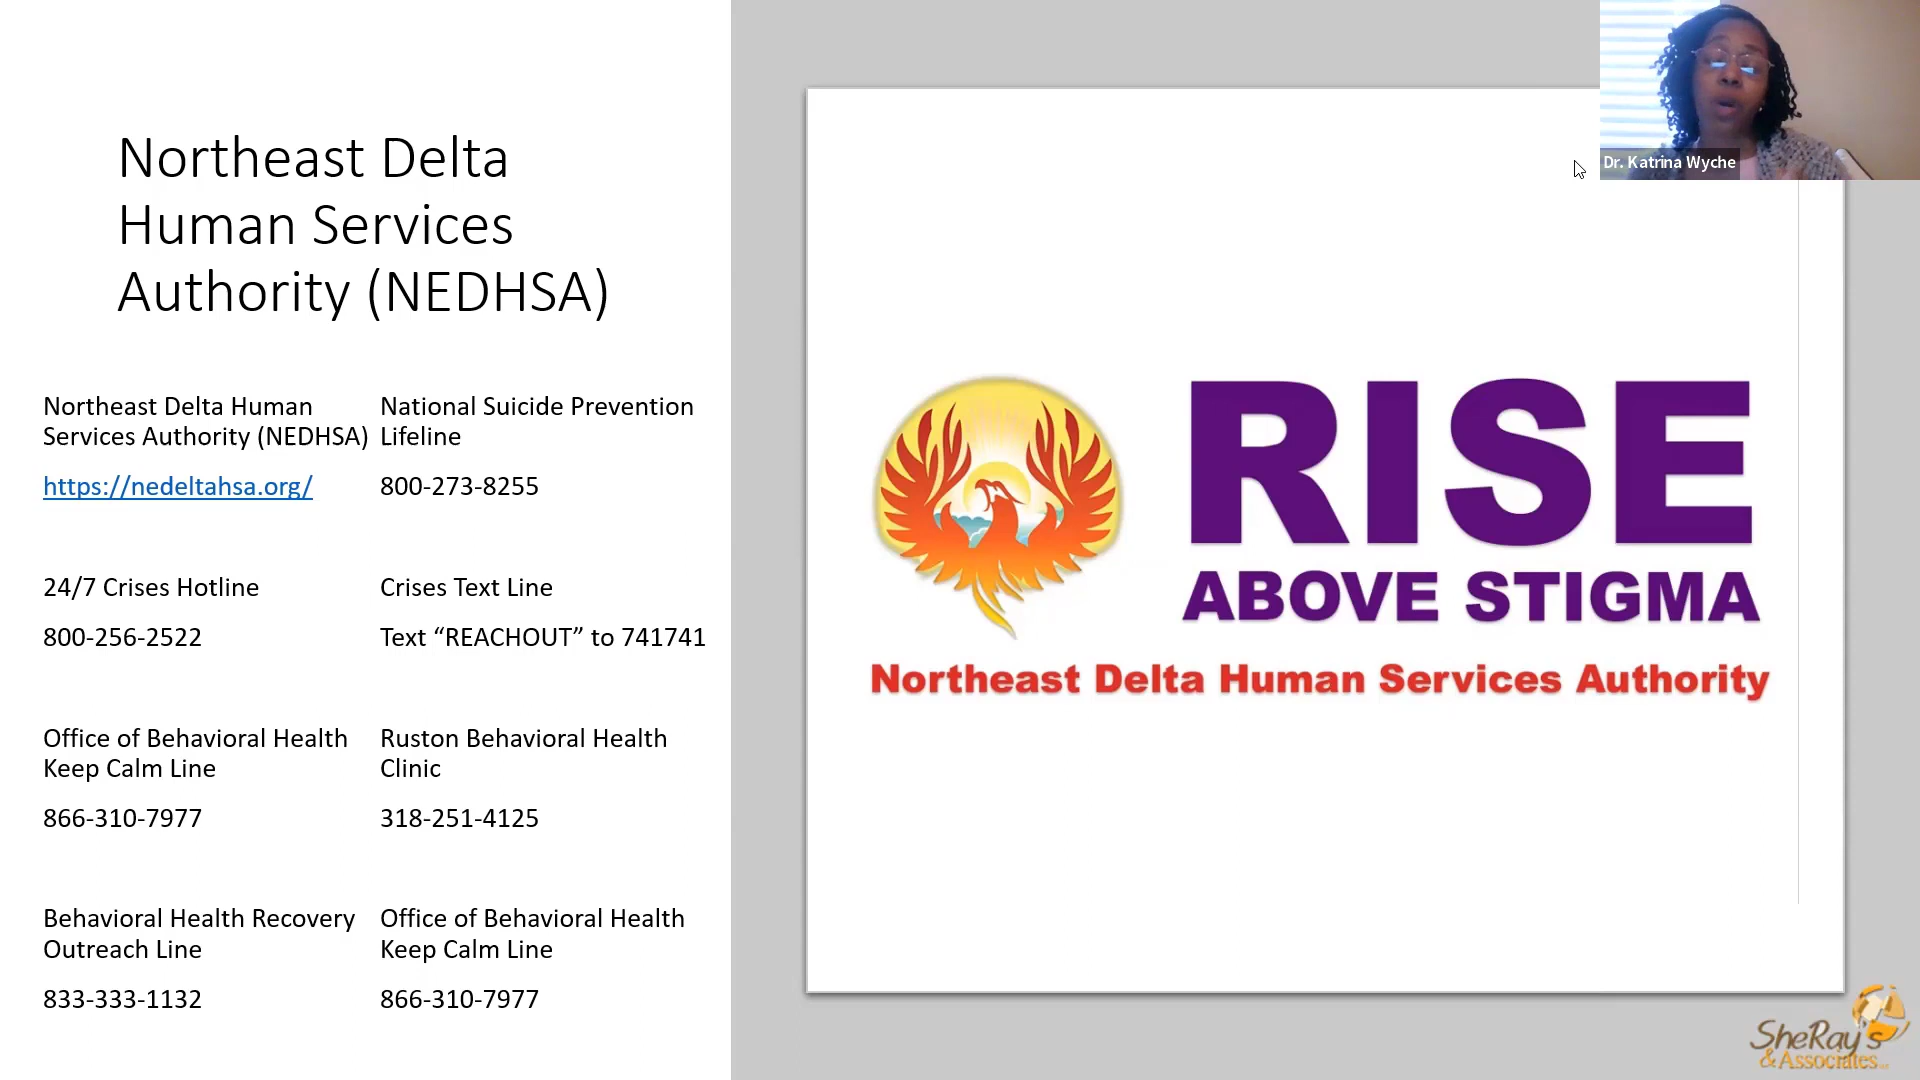 Northeast Delta
Human Services
Authority (NEDHSA)
Northeast Delta Human
Services Authority (NEDHSA)
https://nedeltahsa.org/
National Suicide Prevention
Lifeline
800-273-8255
24/7 Crises Hotline
800-256-2522
Crises Text Line
Text “REACHOUT” to 741741
Office of Behavioral Health
Keep Calm Line
866-310-7977
Ruston Behavioral Health
Clinic
318-251-4125
Behavioral Health Recovery
Outreach Line
833-333-1132
Office of Behavioral Health
Keep Calm Line
866-310-7977
RISE
ABOVE STIGMA
Northeast Delta Human Services Authority
Dr. Katrina Wyche
SheRay's
&Associates